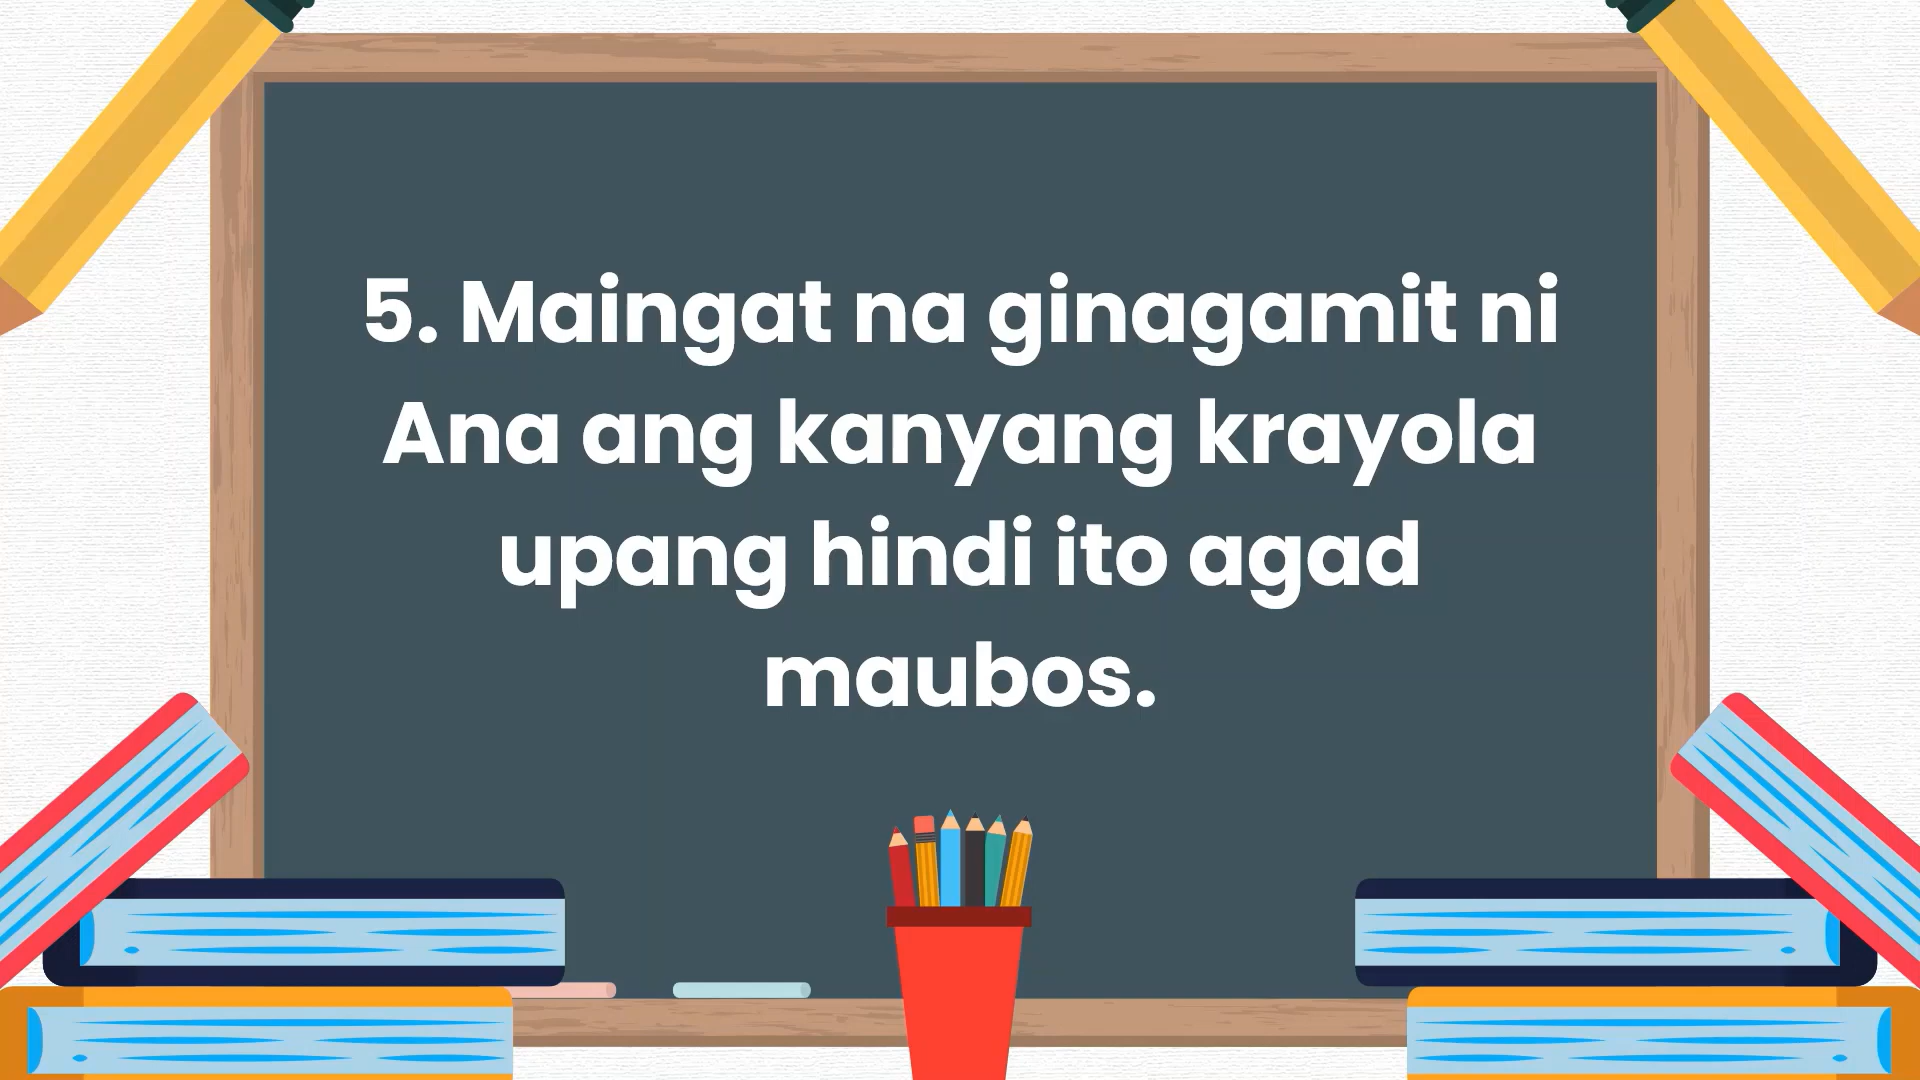 5. Maingat na ginagamit ni
Ana ang kanyang krayola
upang hindi ito agad
maubos.